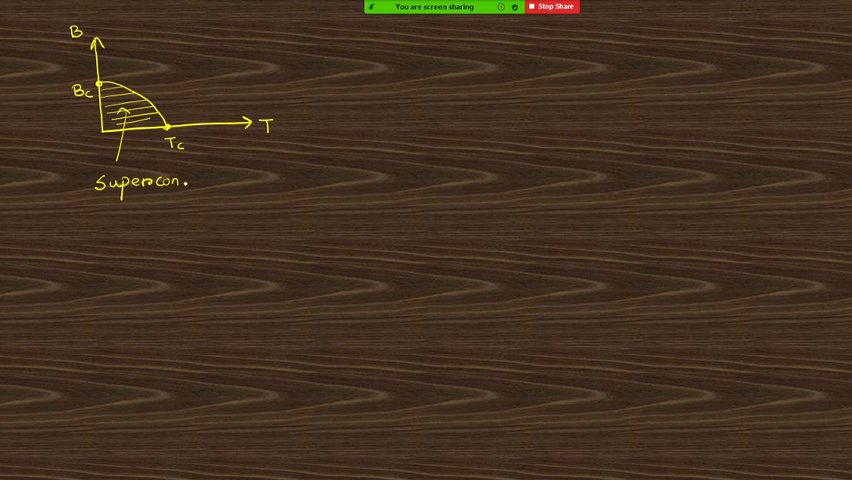 You are screen sharing
Stop Share
B
Bc
T
Tc
Supercon.